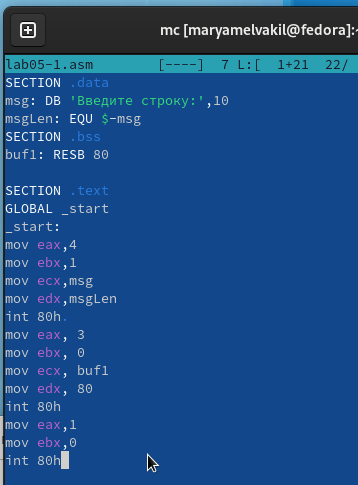 mc [maryamelvakil@fedora]:
lab05-1.asm [----] 7 L:[ 1+21 22/
SECTION .data
msg: DB 'Введите строку:',10
msgLen: EQU $-msg
SECTION .bss
buf1: RESB 80
SECTION .text
GLOBAL _start
_start:
mov eax,4
mov ebx,1
mov ecx,msg
mov edx,msgLen
int 80h.
mov eax, 3
mov ebx, 0
mov ecx, buf1
mov edx, 80
int 80h
mov eax,1
mov ebx,0
int 80h